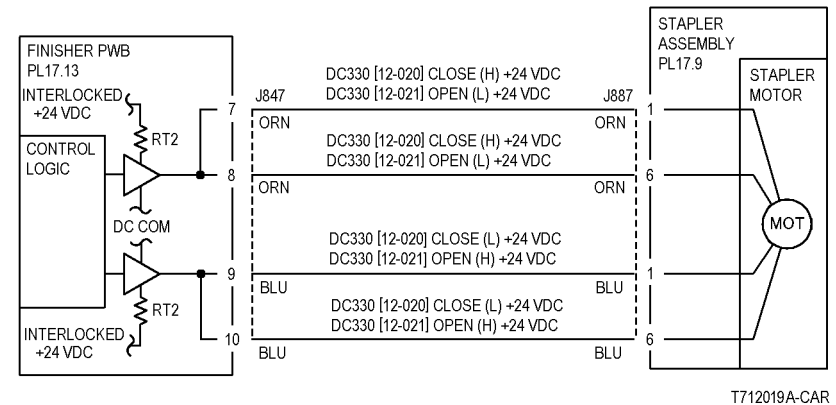 FINISHER PWB
PL17.13
INTERLOCKED
+24 VDC
RT2
CONTROL
LOGIC
DC COM
RT2
INTERLOCKED
+24 VDC
7
8
9
10
J847
J887
DC330 [12-020] CLOSE (H) +24 VDC
DC330 [12-021] OPEN (L) +24 VDC
ORN
ORN
DC330 [12-020] CLOSE (H) +24 VDC
DC330 [12-021] OPEN (L) +24 VDC
ORN
ORN
DC330 [12-020] CLOSE (L) +24 VDC
DC330 [12-021] OPEN (H) +24 VDC
BLU
BLU
DC330 [12-020] CLOSE (L) +24 VDC
DC330 [12-021] OPEN (H) +24 VDC
BLU
BLU
1
6
1
6
STAPLER
ASSEMBLY
PL17.9
STAPLER
MOTOR
MOT
T712019A-CAR